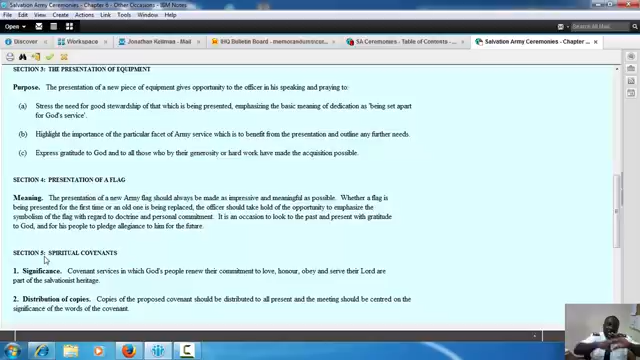 Salvation Army Ceremonies - Chapter 6 - Other Occasions - IBM Notes
File Edit View Create Actions Link Tools Window Help
Open
Discover Workspace Jonathan Kellman - Mail IHQ Bulletin Board - memorandums\circ... SA Ceremonies - Table of Contents - ... Salvation Army Ceremonies - Chapter ...
SECTION 3: THE PRESENTATION OF EQUIPMENT
Purpose. The presentation of a new piece of equipment gives opportunity to the officer in his speaking and praying to:
(a) Stress the need for good stewardship of that which is being presented, emphasizing the basic meaning of dedication as 'being set apart
for God's service'.
(b) Highlight the importance of the particular facet of Army service which is to benefit from the presentation and outline any further needs.
(c) Express gratitude to God and to all those who by their generosity or hard work have made the acquisition possible.
SECTION 4: PRESENTATION OF A FLAG
Meaning. The presentation of a new Army flag should always be made as impressive and meaningful as possible. Whether a flag is
being presented for the first time or an old one is being replaced, the officer should take hold of the opportunity to emphasize the
symbolism of the flag with regard to doctrine and personal commitment. It is an occasion to look to the past and present with gratitude
to God, and for his people to pledge allegiance to him for the future.
SECTION 5: SPIRITUAL COVENANTS
1. Significance. Covenant services in which God's people renew their commitment to love, honour, obey and serve their Lord are
part of the salvationist heritage.
2. Distribution of copies. Copies of the proposed covenant should be distributed to all present and the meeting should be centred on the
significance of the words of the covenant.